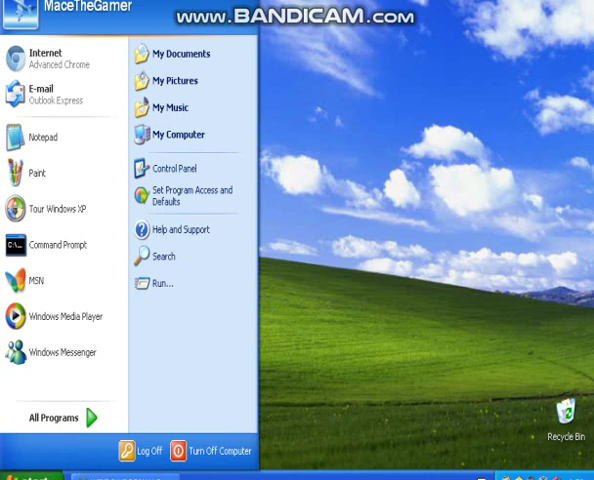 MaceTheGamer
www.BANDICAM.com
Internet
Advanced Chrome
E-mail
Outlook Express
Notepad
Paint
Tour Windows XP
Command Prompt
MSN
Windows Media Player
Windows Messenger
All Programs
My Documents
My Pictures
My Music
My Computer
Control Panel
Set Program Access and
Defaults
Help and Support
Search
Run...
Log Off
Turn Off Computer
Recycle Bin
start